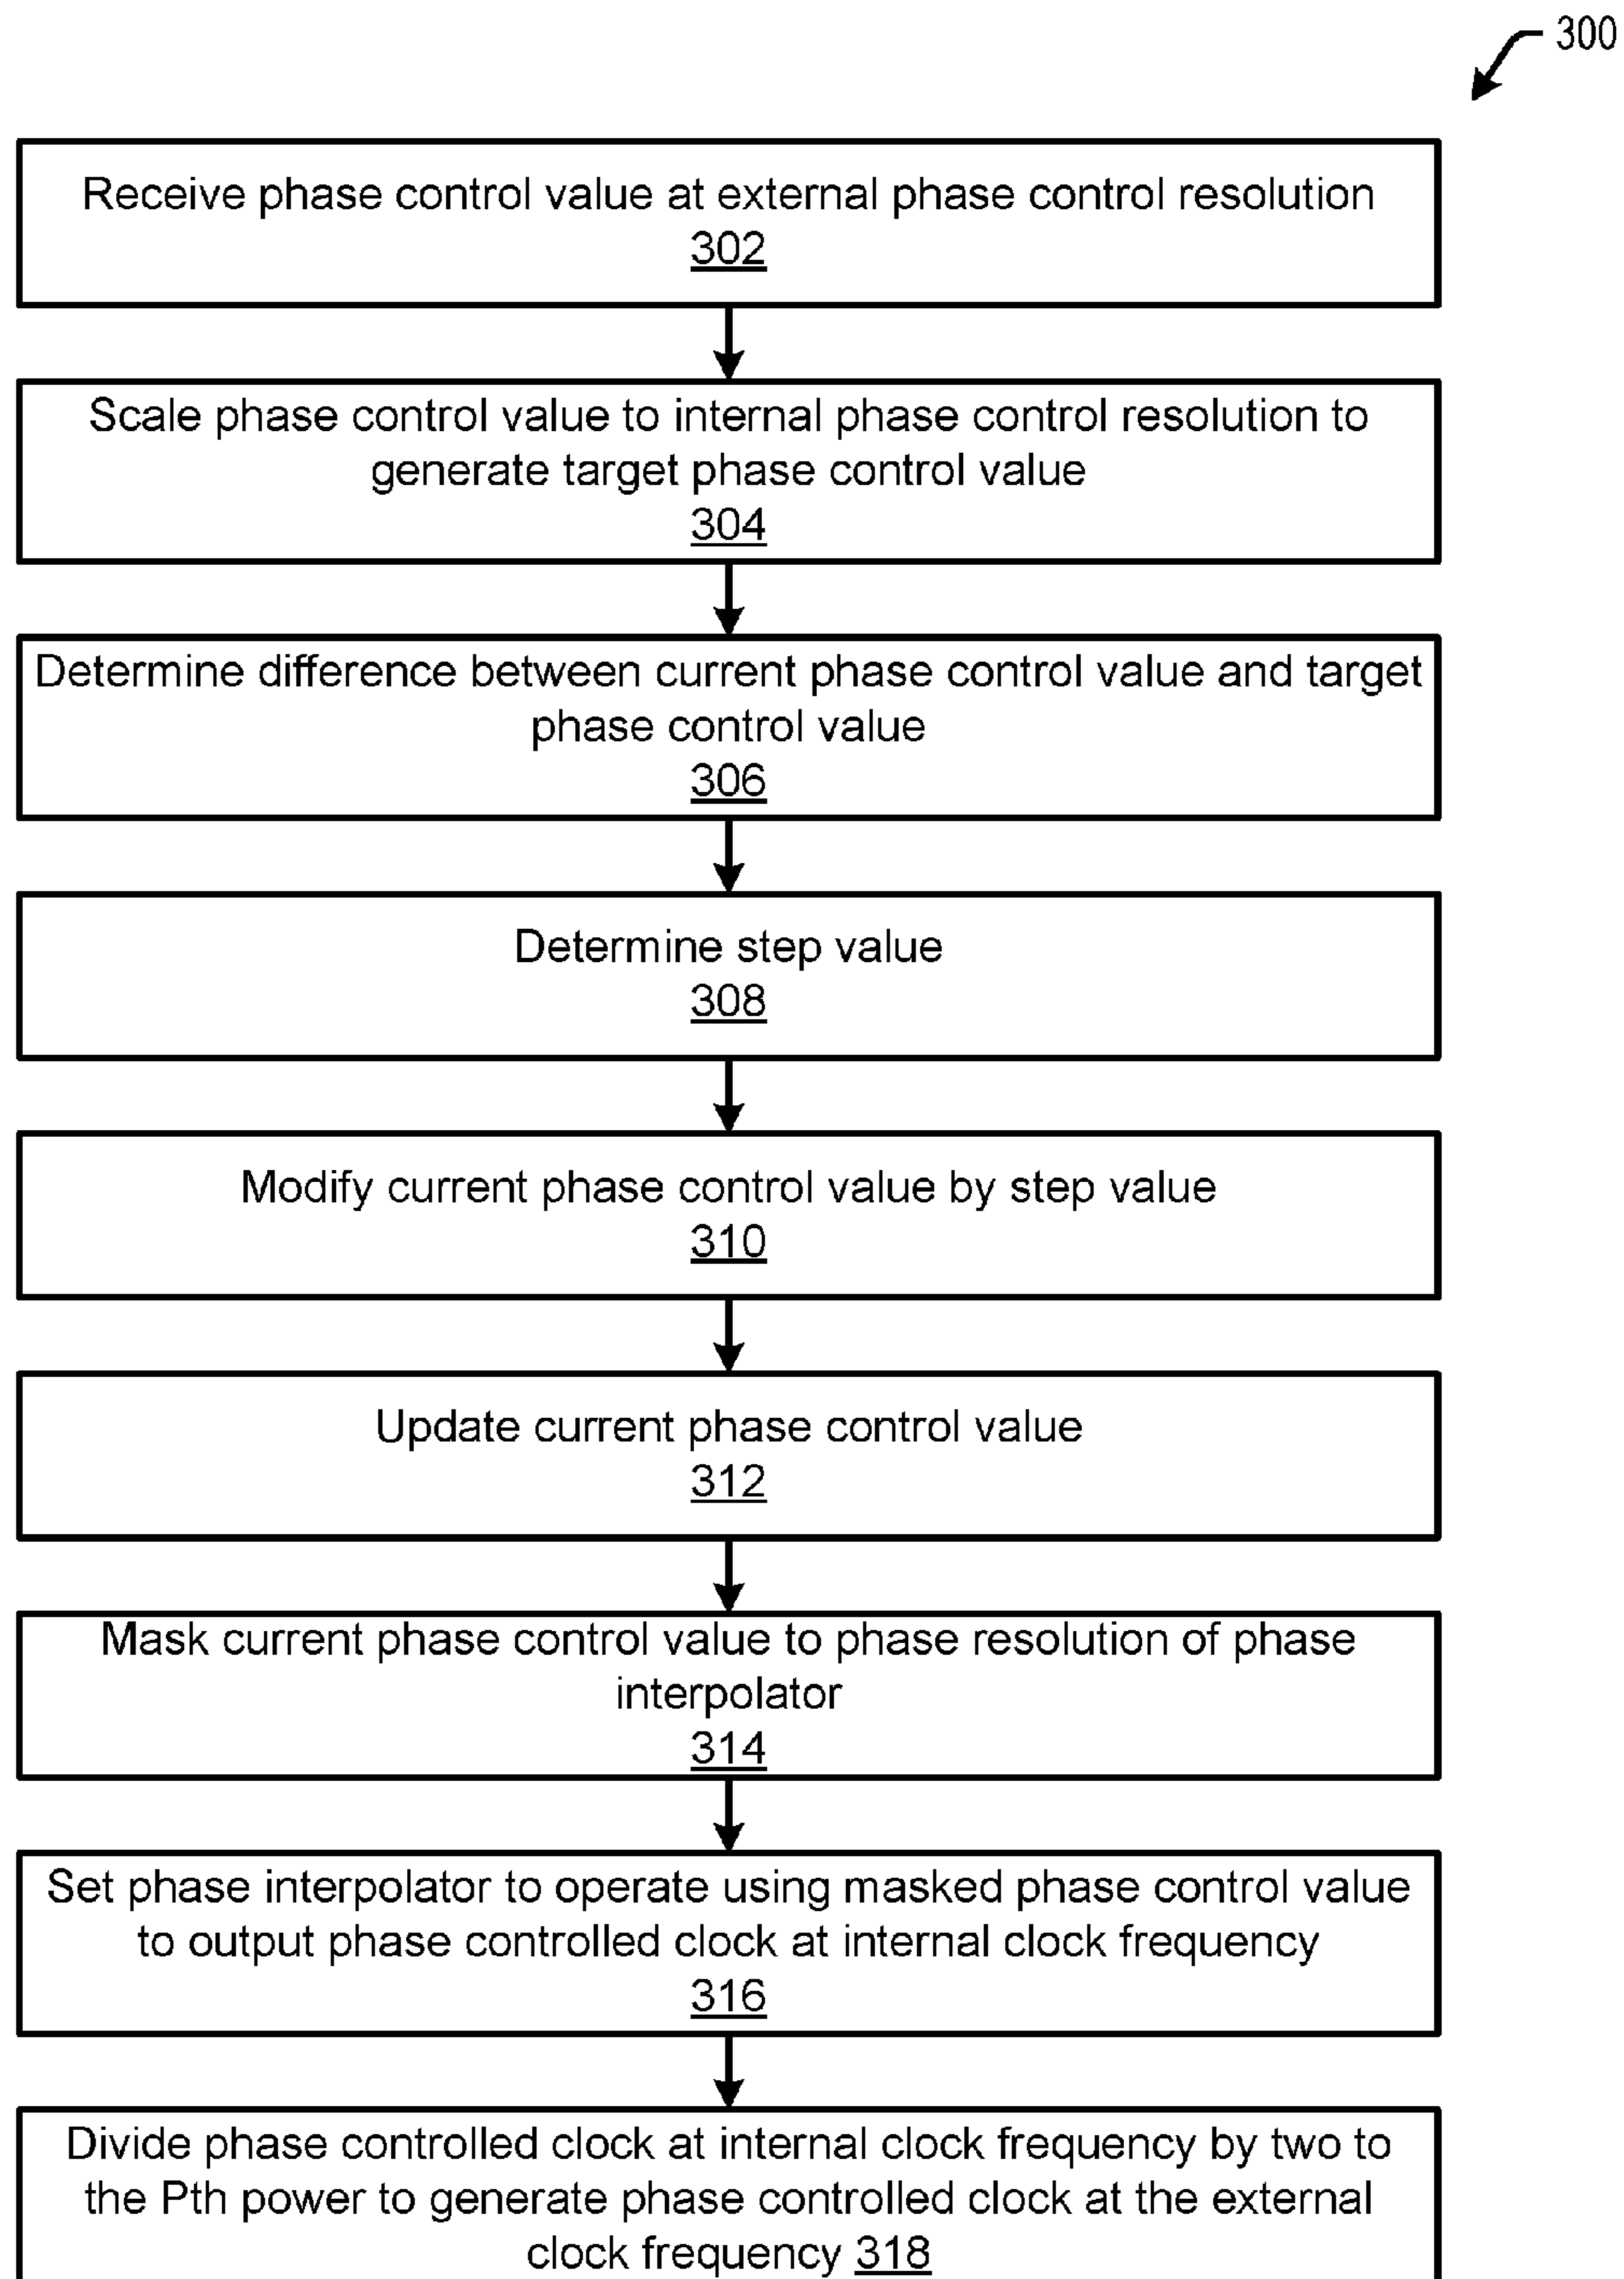 300
Receive phase control value at external phase control resolution
302
Scale phase control value to internal phase control resolution to
generate target phase control value
304
Determine difference between current phase control value and target
phase control value
306
Determine step value
308
Modify current phase control value by step value
310
Update current phase control value
312
Mask current phase control value to phase resolution of phase
interpolator
314
Set phase interpolator to operate using masked phase control value
to output phase controlled clock at internal clock frequency
316
Divide phase controlled clock at internal clock frequency by two to
the Pth power to generate phase controlled clock at the external
clock frequency 318